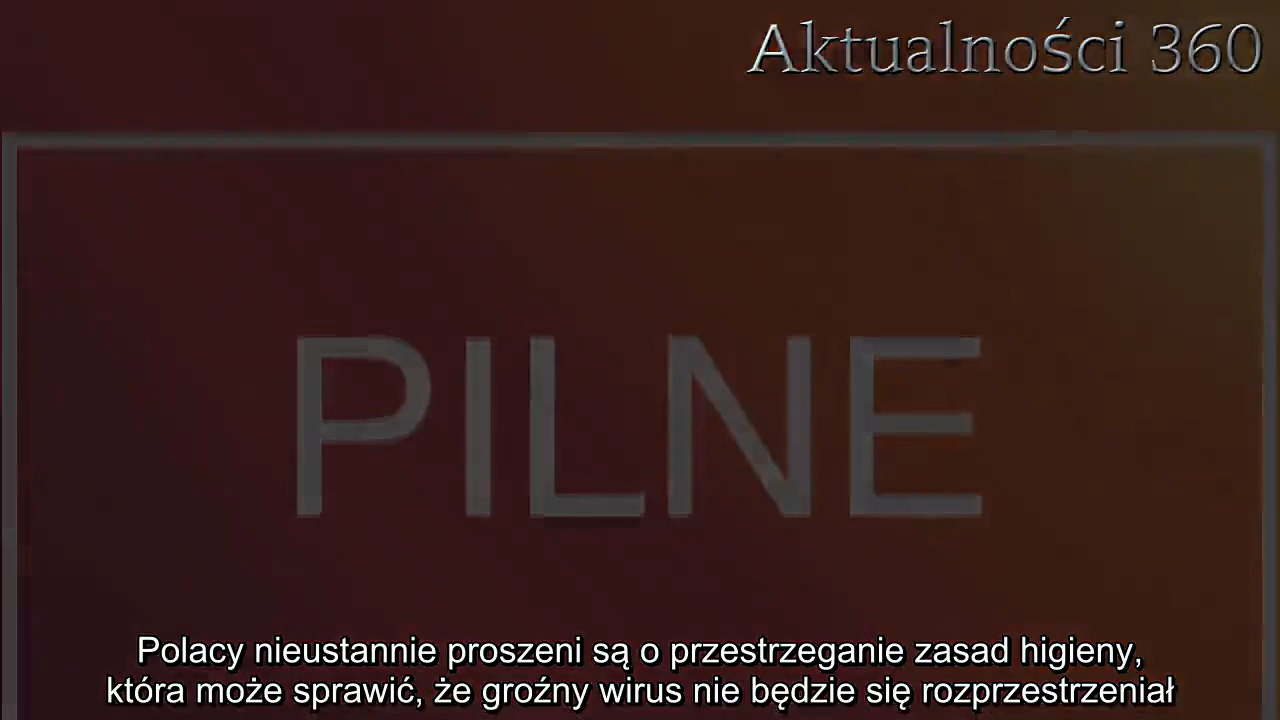 Aktualności 360
PILNE
Polacy nieustannie proszeni są o przestrzeganie zasad higieny,
która może sprawić, że groźny wirus nie będzie się rozprzestrzeniał